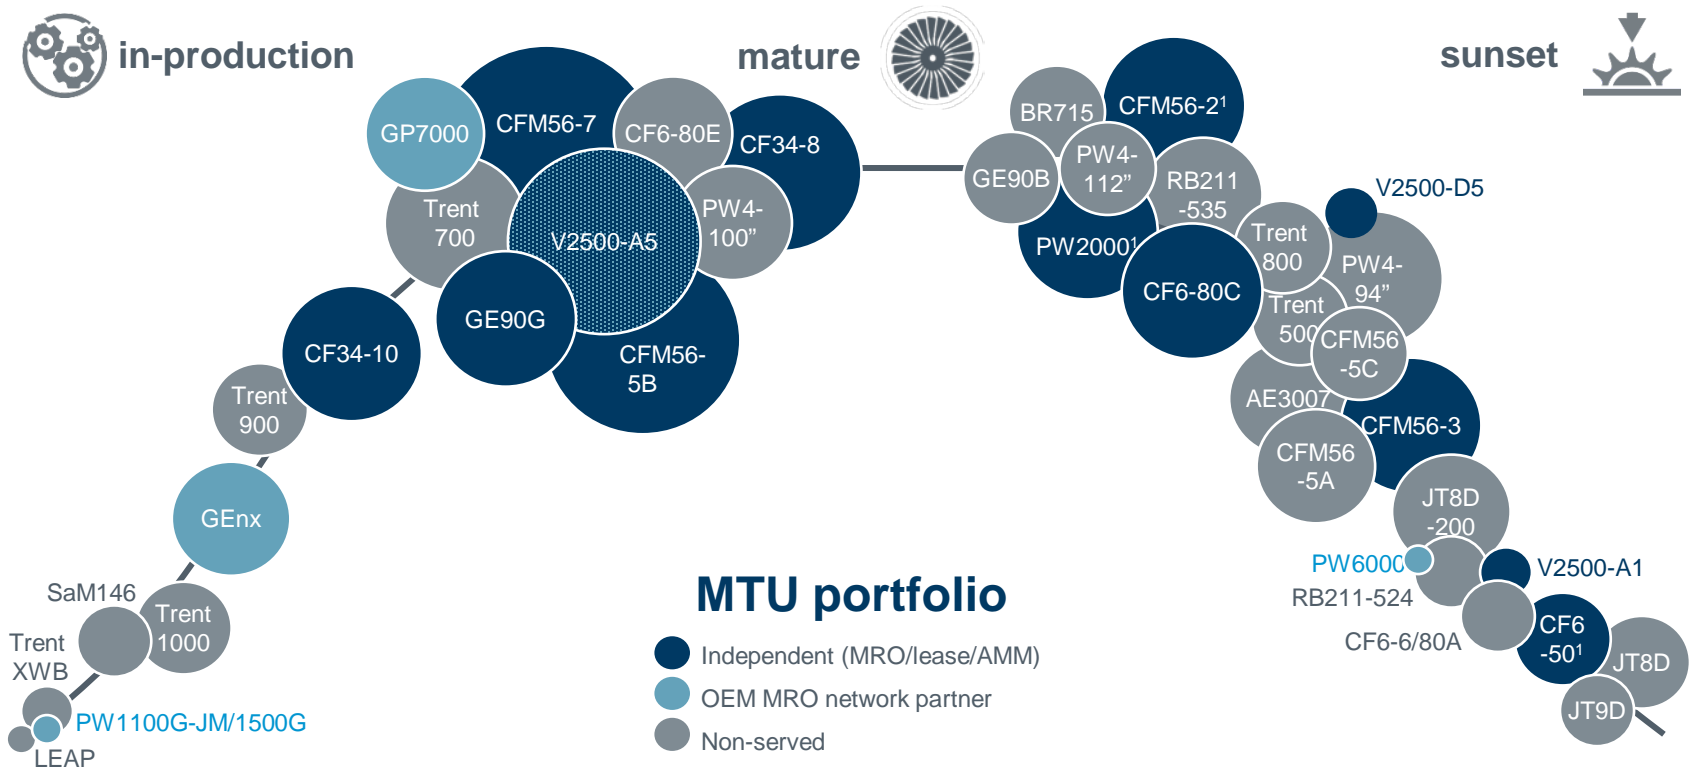 in-production
mature
sunset
GP7000
CFM56-7
CF6-80E
CF34-8
Trent
700
V2500-A5
PW4-
100”
GE90G
CFM56-
5B
CF34-10
Trent
900
GEnx
SaM146
Trent
1000
Trent
XWB
PW1100G-JM/1500G
LEAP
BR715
CFM56-2¹
GE90B
PW4-
112”
RB211
-535
PW2000¹
CF6-80C
Trent
800
V2500-D5
PW4-
94”
Trent
500
CFM56
-5C
AE3007
CFM56-3
CFM56
-5A
JT8D
-200
PW6000
RB211-524
V2500-A1
CF6-6/80A
CF6
-50¹
JT8D
JT9D
MTU portfolio
Independent (MRO/lease/AMM)
OEM MRO network partner
Non-served